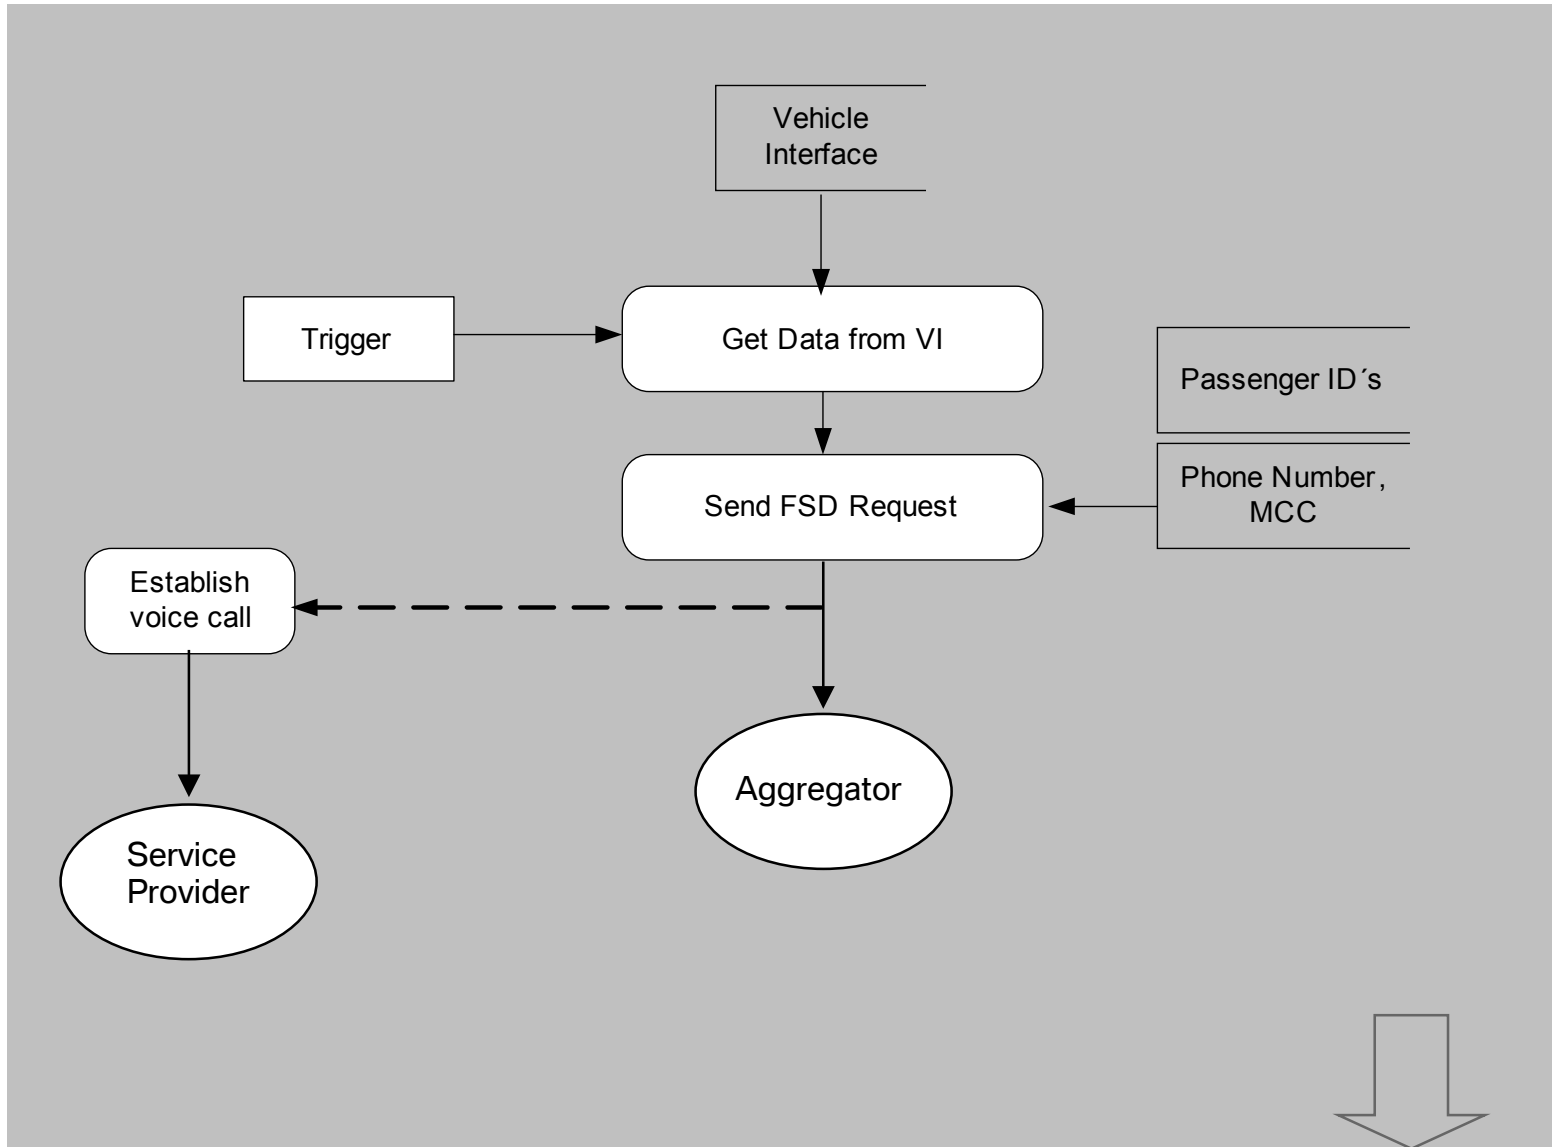 Vehicle
Interface
Trigger
Get Data from VI
Passenger ID´s
Send FSD Request
Phone Number,
MCC
Establish
voice call
Aggregator
Service
Provider